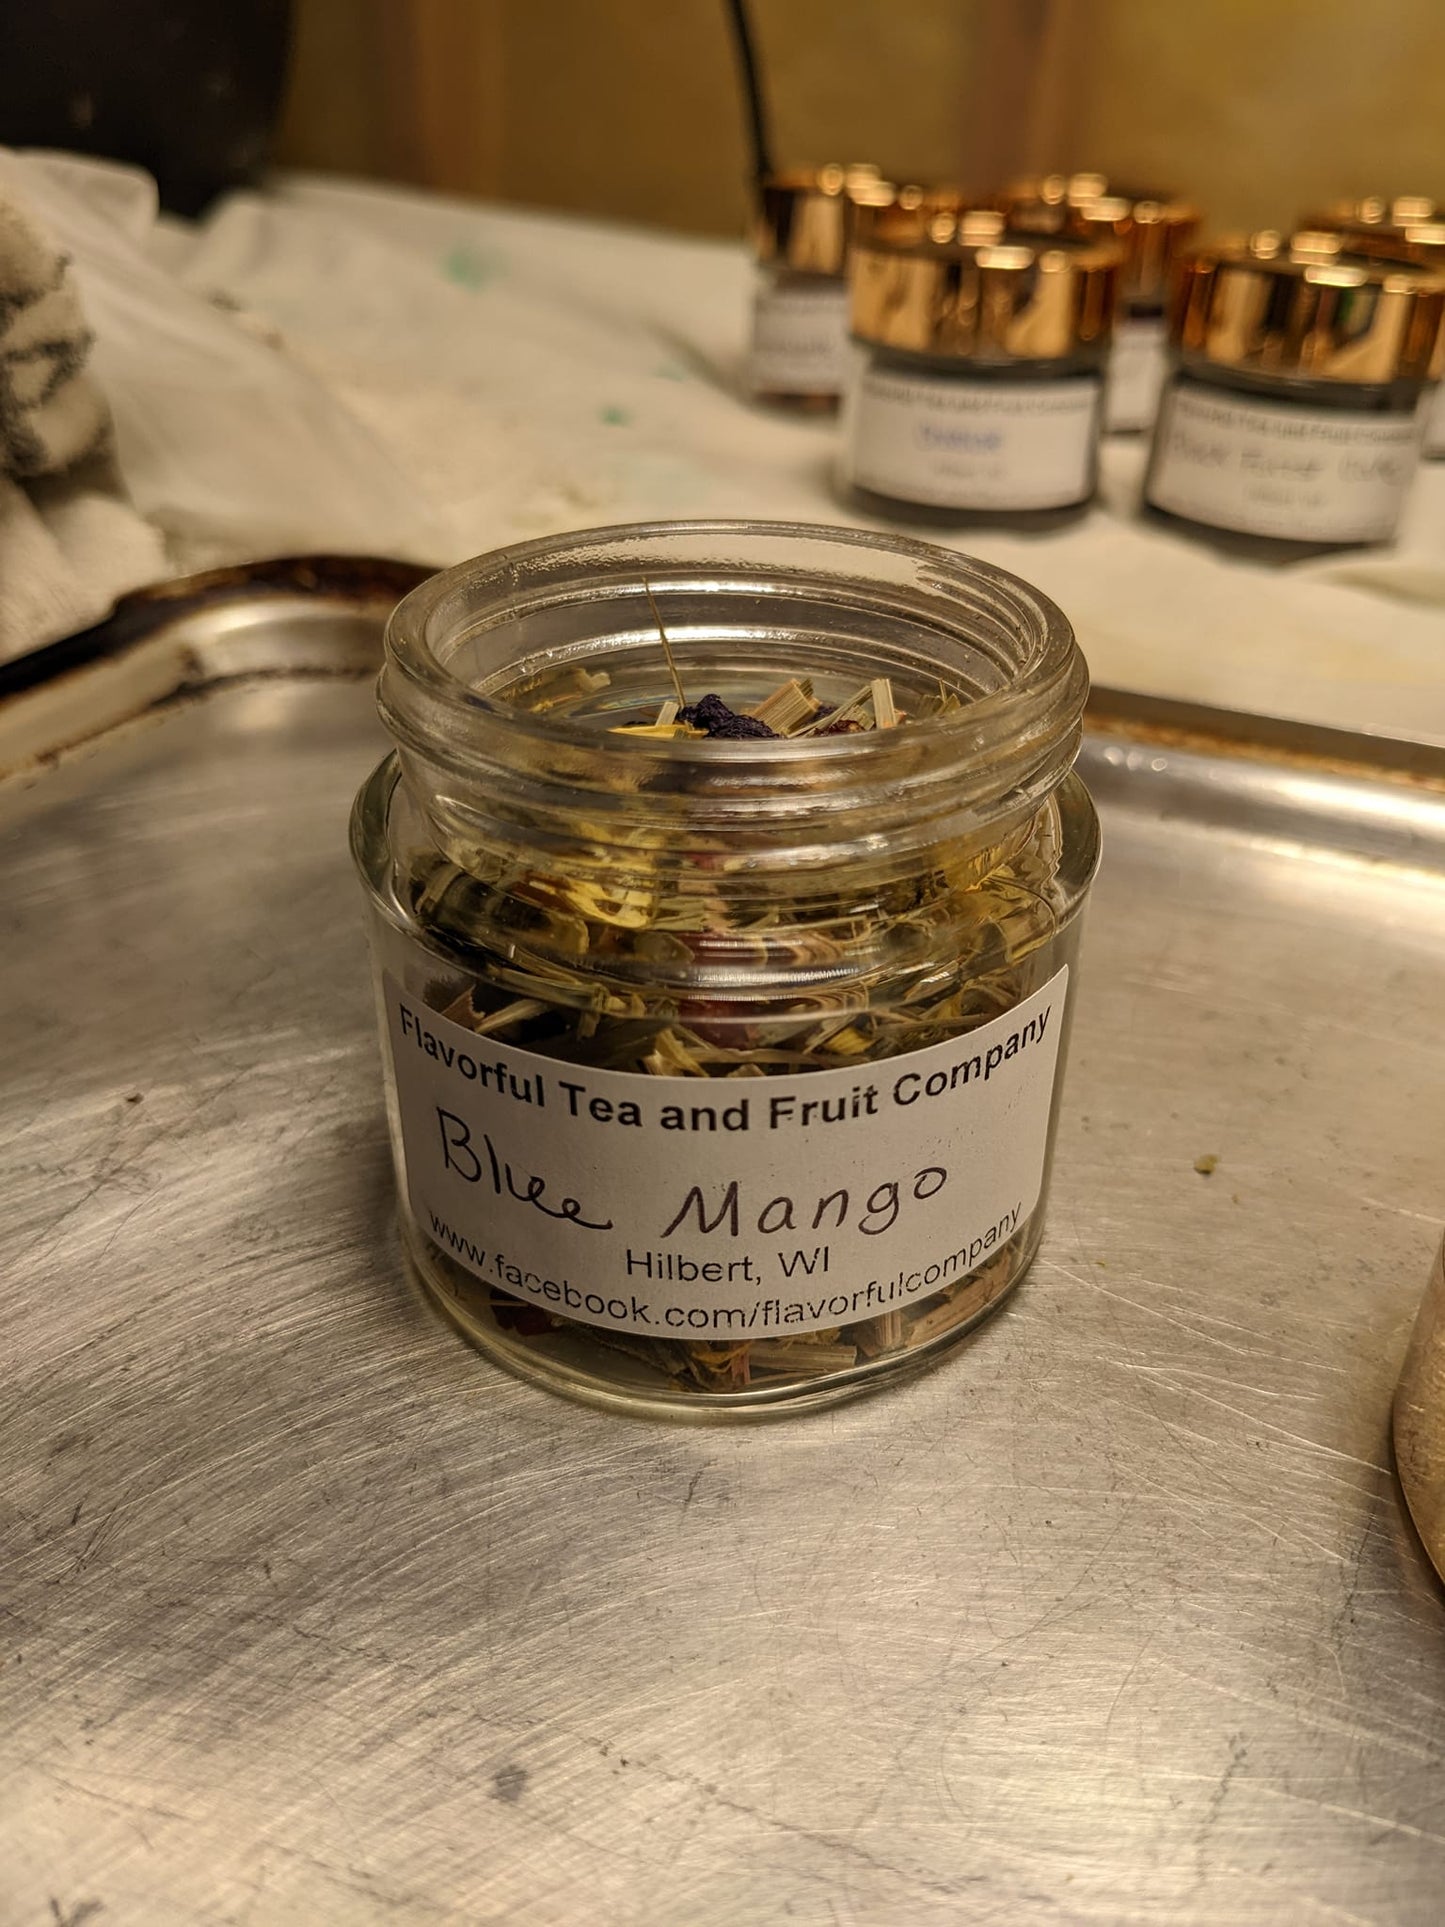 Flavorful Tea and Fruit Company
Blue Mango
Hilbert, WI
www.facebook.com/flavorfulcompany